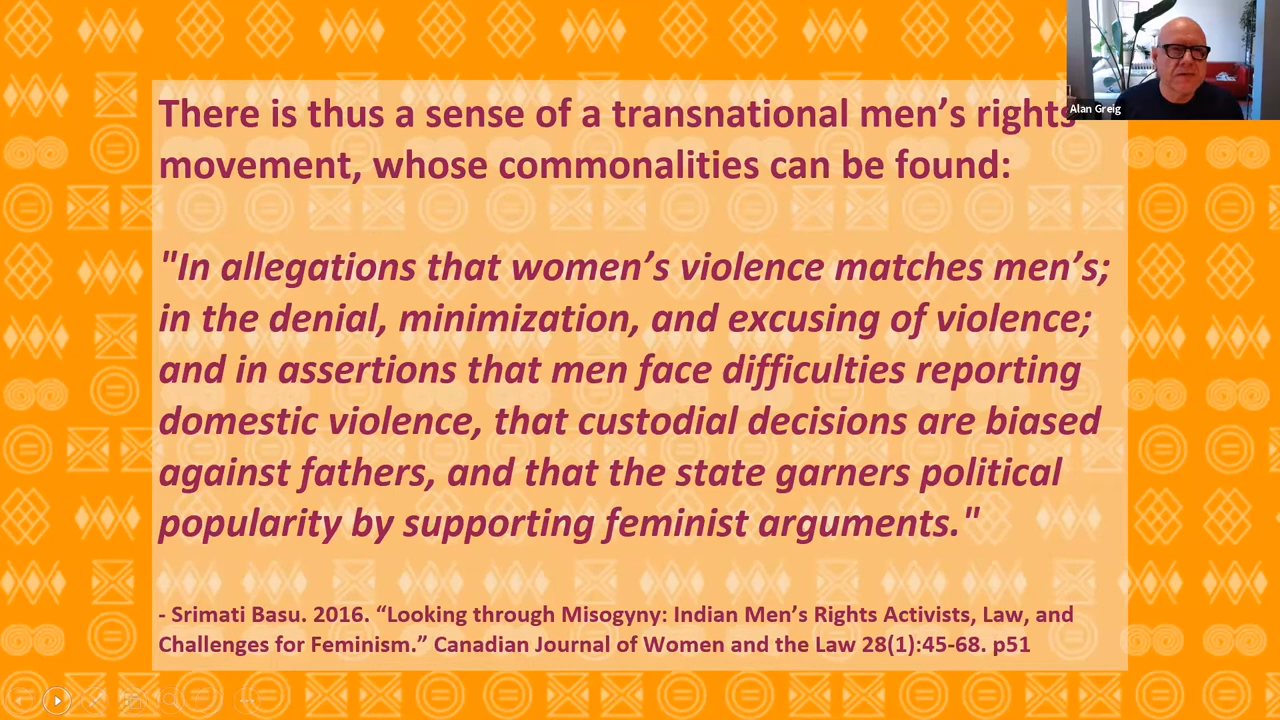 There is thus a sense of a transnational men’s rights
movement, whose commonalities can be found:
"In allegations that women’s violence matches men’s;
in the denial, minimization, and excusing of violence;
and in assertions that men face difficulties reporting
domestic violence, that custodial decisions are biased
against fathers, and that the state garners political
popularity by supporting feminist arguments."
- Srimati Basu. 2016. “Looking through Misogyny: Indian Men’s Rights Activists, Law, and
Challenges for Feminism.” Canadian Journal of Women and the Law 28(1):45-68. p51
Alan Greig